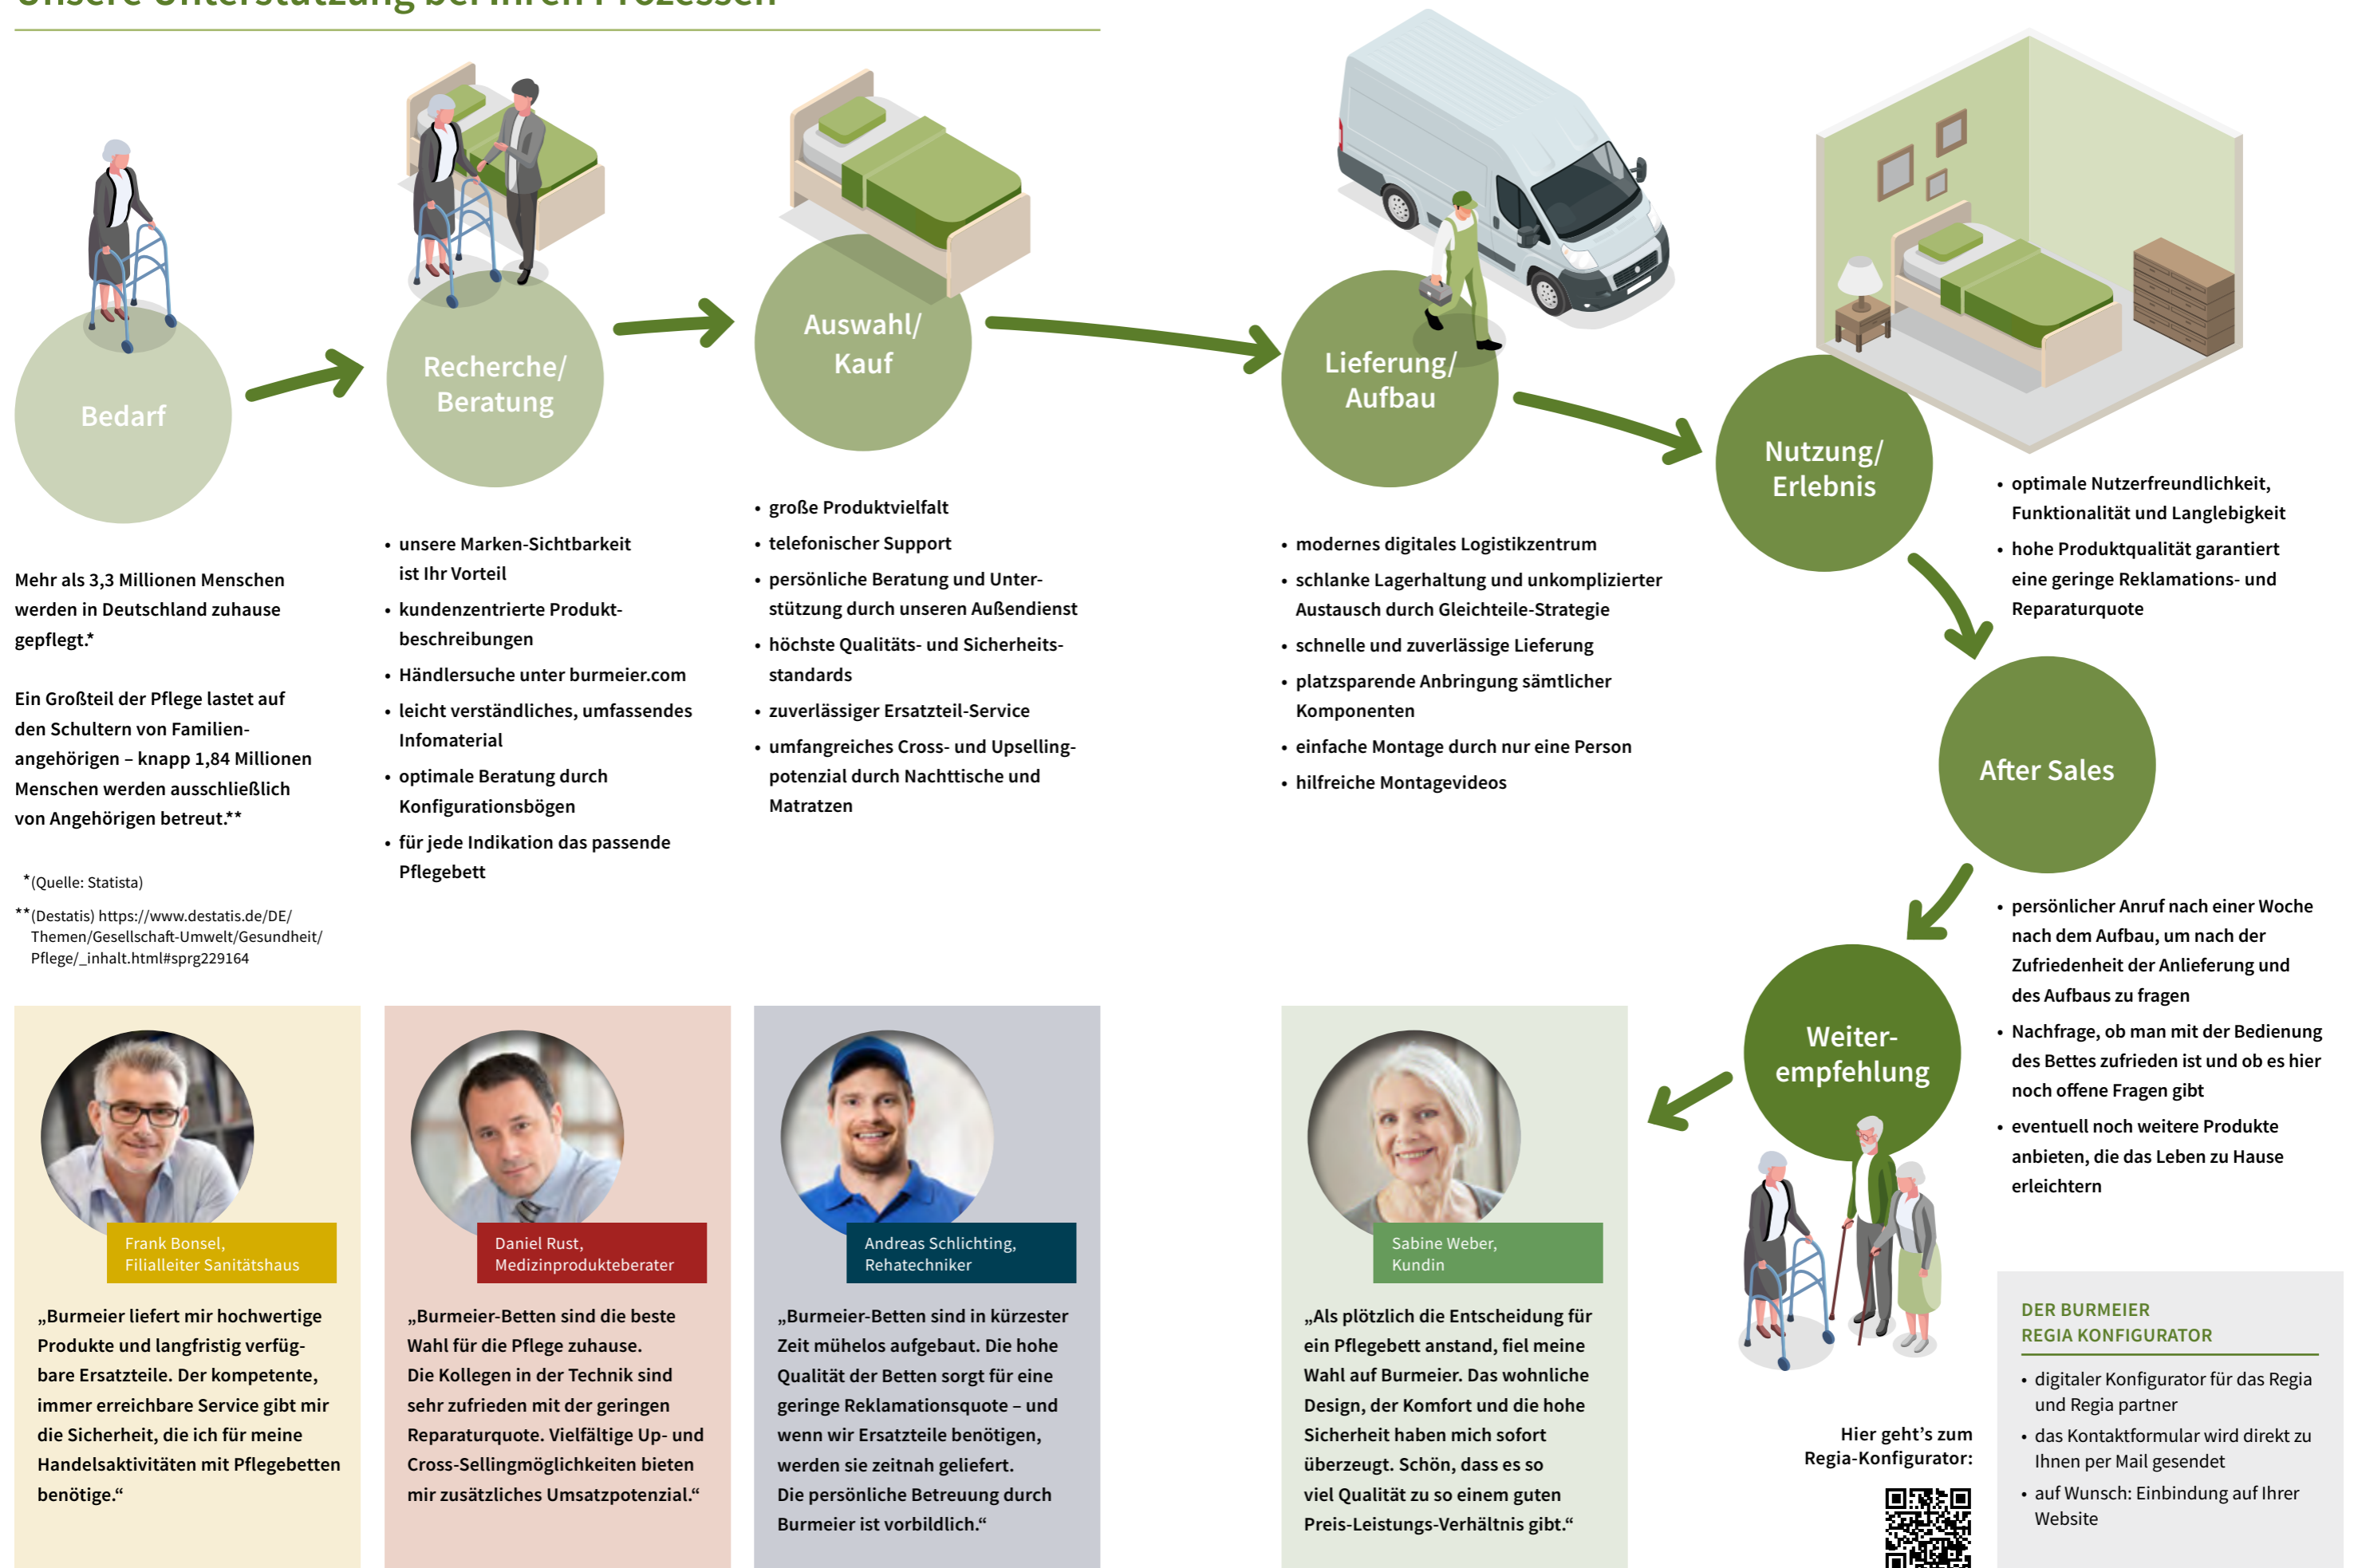 Unsere Unterstützung bei Ihren Prozessen
Bedarf
Mehr als 3,3 Millionen Menschen
werden in Deutschland zuhause
gepflegt.*
Ein Großteil der Pflege lastet auf
den Schultern von Familien-
angehörigen – knapp 1,84 Millionen
Menschen werden ausschließlich
von Angehörigen betreut.**
*(Quelle: Statista)
**(Destatis) https://www.destatis.de/DE/
Themen/Gesellschaft-Umwelt/Gesundheit/
Pflege/_inhalt.html#sprg229164
Recherche/
Beratung
• unsere Marken-Sichtbarkeit
ist Ihr Vorteil
• kundenzentrierte Produkt-
beschreibungen
• Händlersuche unter burmeier.com
• leicht verständliches, umfassendes
Infomaterial
• optimale Beratung durch
Konfigurationsbögen
• für jede Indikation das passende
Pflegebett
Auswahl/
Kauf
• große Produktvielfalt
• telefonischer Support
• persönliche Beratung und Unter-
stützung durch unseren Außendienst
• höchste Qualitäts- und Sicherheits-
standards
• zuverlässiger Ersatzteil-Service
• umfangreiches Cross- und Upselling-
potenzial durch Nachttische und
Matratzen
Lieferung/
Aufbau
• modernes digitales Logistikzentrum
• schlanke Lagerhaltung und unkomplizierter
Austausch durch Gleichteile-Strategie
• schnelle und zuverlässige Lieferung
• platzsparende Anbringung sämtlicher
Komponenten
• einfache Montage durch nur eine Person
• hilfreiche Montagevideos
Nutzung/
Erlebnis
• optimale Nutzerfreundlichkeit,
Funktionalität und Langlebigkeit
• hohe Produktqualität garantiert
eine geringe Reklamations- und
Reparaturquote
After Sales
• persönlicher Anruf nach einer Woche
nach dem Aufbau, um nach der
Zufriedenheit der Anlieferung und
des Aufbaus zu fragen
• Nachfrage, ob man mit der Bedienung
des Bettes zufrieden ist und ob es hier
noch offene Fragen gibt
• eventuell noch weitere Produkte
anbieten, die das Leben zu Hause
erleichtern
Weiter-
empfehlung
Frank Bonsel,
Filialleiter Sanitätshaus
„Burmeier liefert mir hochwertige
Produkte und langfristig verfüg-
bare Ersatzteile. Der kompetente,
immer erreichbare Service gibt mir
die Sicherheit, die ich für meine
Handelsaktivitäten mit Pflegebetten
benötige.“
Daniel Rust,
Medizinprodukteberater
„Burmeier-Betten sind die beste
Wahl für die Pflege zuhause.
Die Kollegen in der Technik sind
sehr zufrieden mit der geringen
Reparaturquote. Vielfältige Up- und
Cross-Sellingmöglichkeiten bieten
mir zusätzliches Umsatzpotenzial.“
Andreas Schlichting,
Rehatechniker
„Burmeier-Betten sind in kürzester
Zeit mühelos aufgebaut. Die hohe
Qualität der Betten sorgt für eine
geringe Reklamationsquote – und
wenn wir Ersatzteile benötigen,
werden sie zeitnah geliefert.
Die persönliche Betreuung durch
Burmeier ist vorbildlich.“
Sabine Weber,
Kundin
„Als plötzlich die Entscheidung für
ein Pflegebett anstand, fiel meine
Wahl auf Burmeier. Das wohnliche
Design, der Komfort und die hohe
Sicherheit haben mich sofort
überzeugt. Schön, dass es so
viel Qualität zu so einem guten
Preis-Leistungs-Verhältnis gibt.“
Hier geht’s zum
Regia-Konfigurator:
DER BURMEIER
REGIA KONFIGURATOR
• digitaler Konfigurator für das Regia
und Regia partner
• das Kontaktformular wird direkt zu
Ihnen per Mail gesendet
• auf Wunsch: Einbindung auf Ihrer
Website